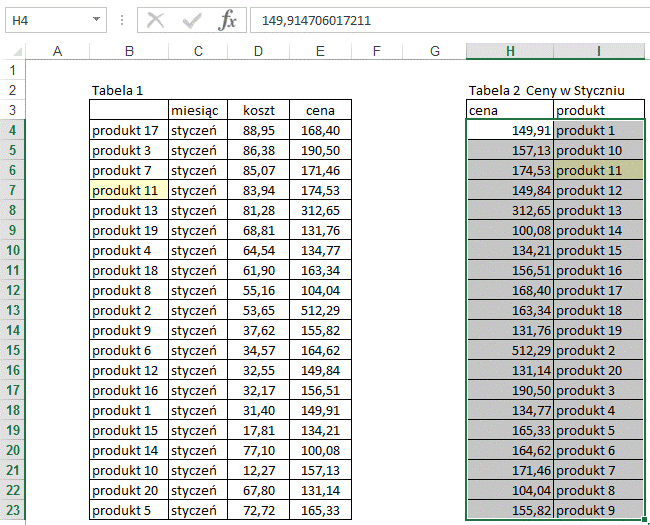 H4 149,914706017211
A B C D E F G H I
1
2 Tabela 1 Tabela 2 Ceny w Styczniu
3 miesiąc koszt cena cena produkt
4 produkt 17 styczeń 88,95 168,40 149,91 produkt 1
5 produkt 3 styczeń 86,38 190,50 157,13 produkt 10
6 produkt 7 styczeń 85,07 171,46 174,53 produkt 11
7 produkt 11 styczeń 83,94 174,53 149,84 produkt 12
8 produkt 13 styczeń 81,28 312,65 312,65 produkt 13
9 produkt 19 styczeń 68,81 131,76 100,08 produkt 14
10 produkt 4 styczeń 64,54 134,77 134,21 produkt 15
11 produkt 18 styczeń 61,90 163,34 156,51 produkt 16
12 produkt 8 styczeń 55,16 104,04 168,40 produkt 17
13 produkt 2 styczeń 53,65 512,29 163,34 produkt 18
14 produkt 9 styczeń 37,62 155,82 131,76 produkt 19
15 produkt 6 styczeń 34,57 164,62 512,29 produkt 2
16 produkt 12 styczeń 32,55 149,84 131,14 produkt 20
17 produkt 16 styczeń 32,17 156,51 190,50 produkt 3
18 produkt 1 styczeń 31,40 149,91 134,77 produkt 4
19 produkt 15 styczeń 17,81 134,21 165,33 produkt 5
20 produkt 14 styczeń 77,10 100,08 164,62 produkt 6
21 produkt 10 styczeń 12,27 157,13 171,46 produkt 7
22 produkt 20 styczeń 67,80 131,14 104,04 produkt 8
23 produkt 5 styczeń 72,72 165,33 155,82 produkt 9